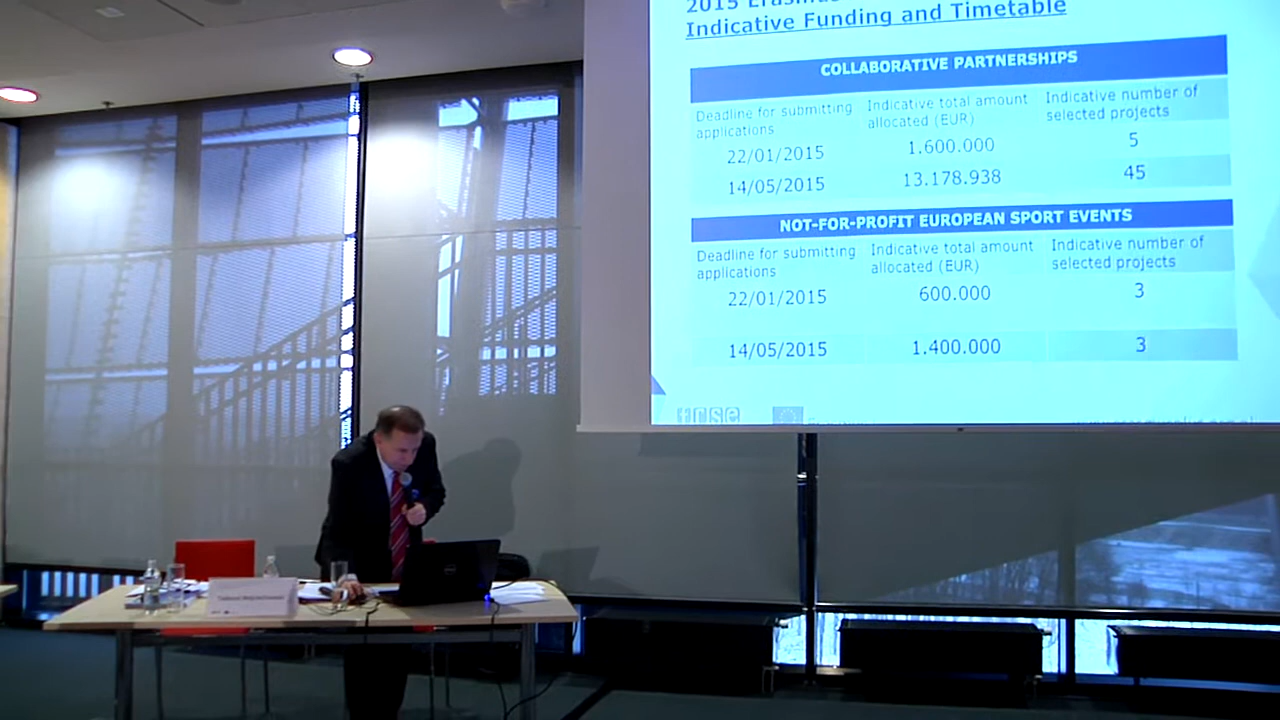 2015 Erasmus
Indicative Funding and Timetable
COLLABORATIVE PARTNERSHIPS
Deadline for submitting applications
Indicative total amount allocated (EUR)
Indicative number of selected projects
22/01/2015 1.600.000 5
14/05/2015 13.178.938 45
NOT-FOR-PROFIT EUROPEAN SPORT EVENTS
Deadline for submitting applications
Indicative total amount allocated (EUR)
Indicative number of selected projects
22/01/2015 600.000 3
14/05/2015 1.400.000 3